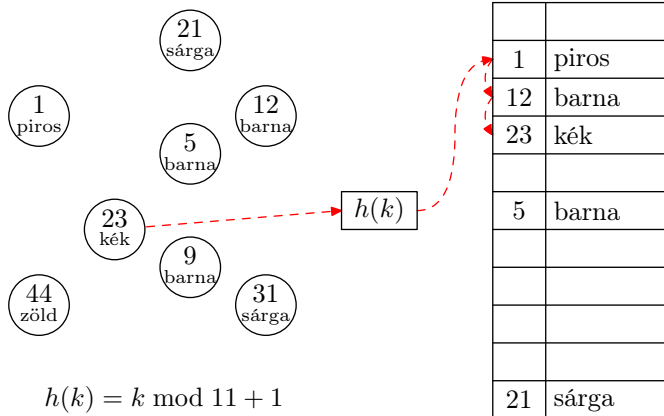 21
sárga
1
piros
12
barna
5
barna
23
kék
9
barna
44
zöld
31
sárga
h(k)
h(k) = k mod 11 + 1
1 piros
12 barna
23 kék
5 barna
21 sárga